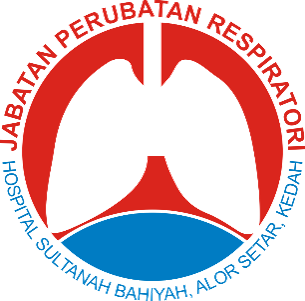 JABATAN PERUBATAN RESPIRATORI
HOSPITAL SULTANAH BAHIYAH, ALOR SETAR, KEDAH